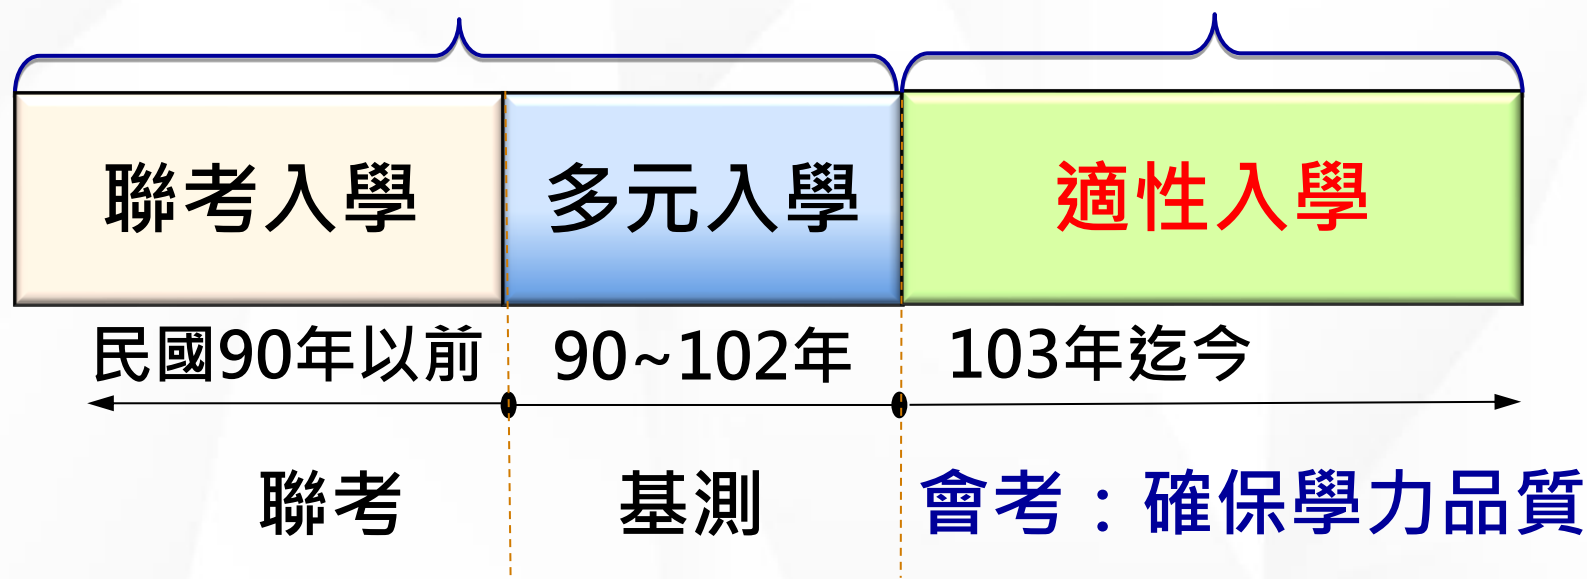 聯考入學 多元入學 適性入學
民國90年以前 90~102年 103年迄今
聯考 基測 會考：確保學力品質